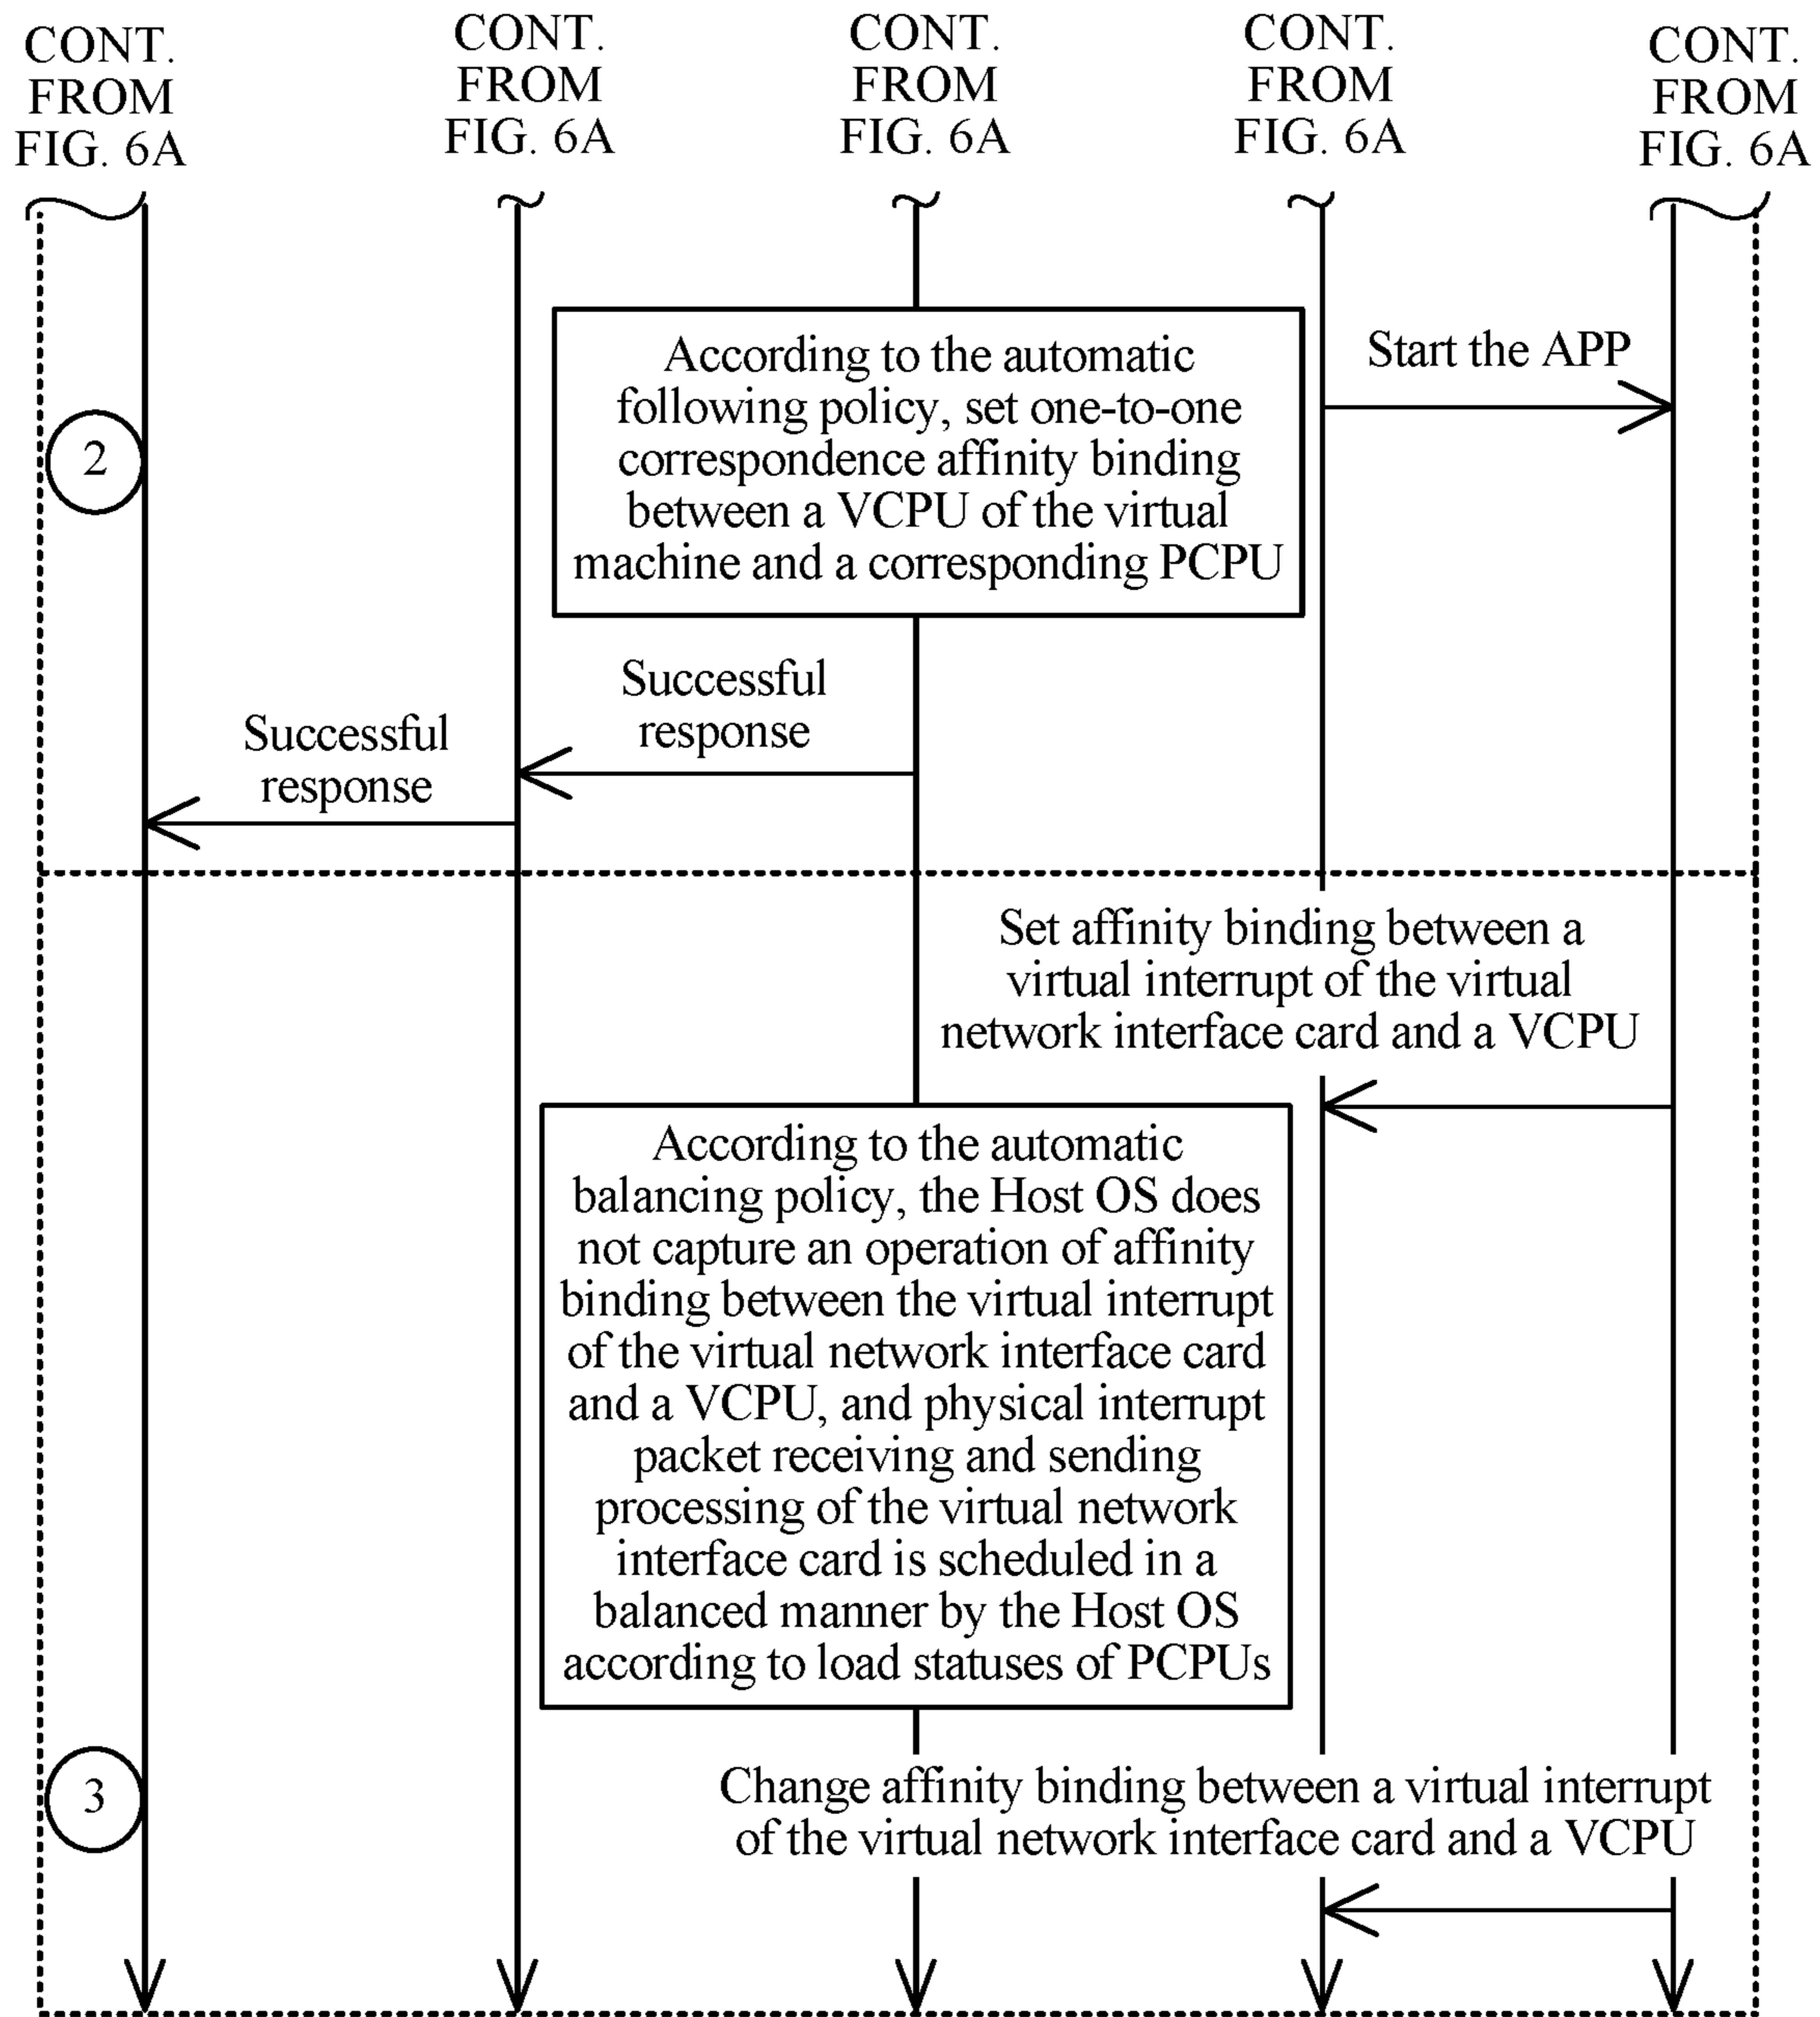 CONT.
FROM
FIG. 6A
CONT.
FROM
FIG. 6A
CONT.
FROM
FIG. 6A
CONT.
FROM
FIG. 6A
CONT.
FROM
FIG. 6A
According to the automatic
following policy, set one-to-one
correspondence affinity binding
between a VCPU of the virtual
machine and a corresponding PCPU
Start the APP
2
Successful
response
Successful
response
Set affinity binding between a
virtual interrupt of the virtual
network interface card and a VCPU
According to the automatic
balancing policy, the Host OS does
not capture an operation of affinity
binding between the virtual interrupt
of the virtual network interface card
and a VCPU, and physical interrupt
packet receiving and sending
processing of the virtual network
interface card is scheduled in a
balanced manner by the Host OS
according to load statuses of PCPUs
3
Change affinity binding between a virtual interrupt
of the virtual network interface card and a VCPU